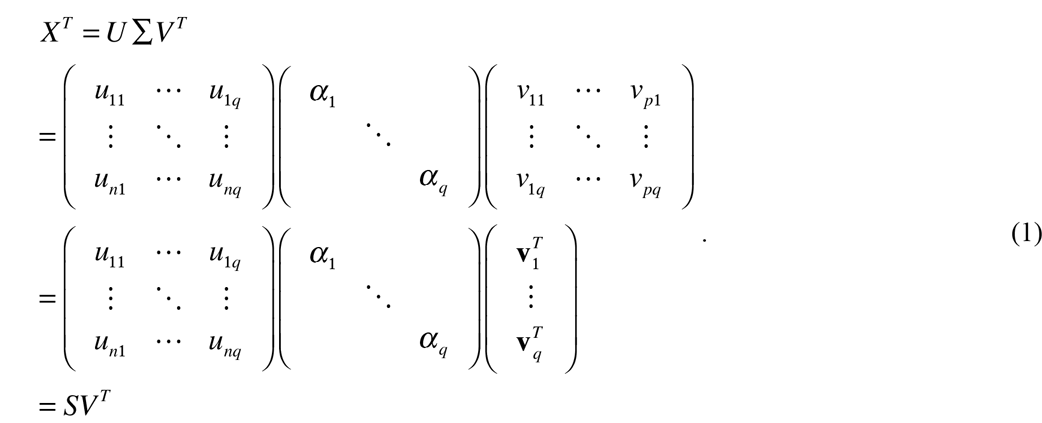 $X^T = U \sum V^T$
$= \begin{pmatrix} u_{11} & \cdots & u_{1q} \\ \vdots & \ddots & \vdots \\ u_{n1} & \cdots & u_{nq} \end{pmatrix} \begin{pmatrix} \alpha_1 & & \\ & \ddots & \\ & & \alpha_q \end{pmatrix} \begin{pmatrix} v_{11} & \cdots & v_{p1} \\ \vdots & \ddots & \vdots \\ v_{1q} & \cdots & v_{pq} \end{pmatrix}$
$= \begin{pmatrix} u_{11} & \cdots & u_{1q} \\ \vdots & \ddots & \vdots \\ u_{n1} & \cdots & u_{nq} \end{pmatrix} \begin{pmatrix} \alpha_1 & & \\ & \ddots & \\ & & \alpha_q \end{pmatrix} \begin{pmatrix} \mathbf{v}_1^T \\ \vdots \\ \mathbf{v}_q^T \end{pmatrix}$ . (1)
$= SV^T$